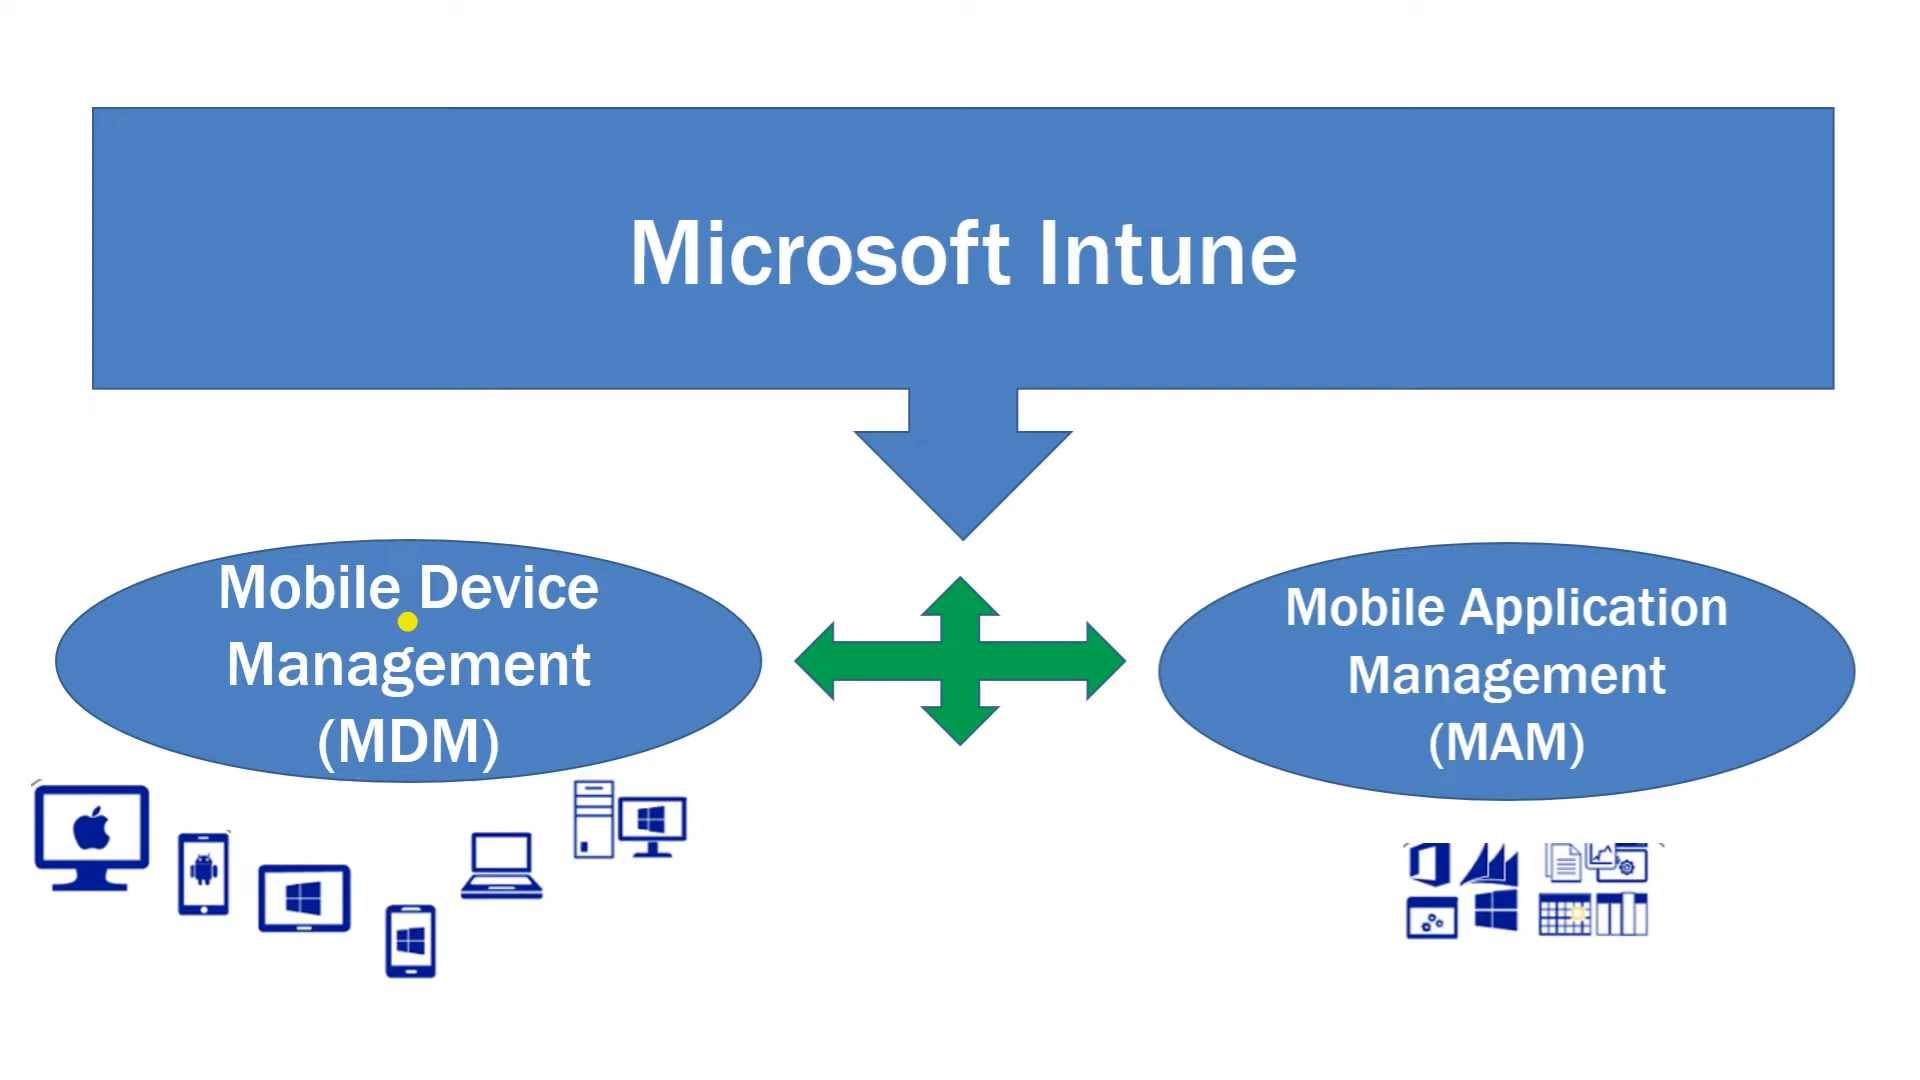 Microsoft Intune
Mobile Device
Management
(MDM)
Mobile Application
Management
(MAM)